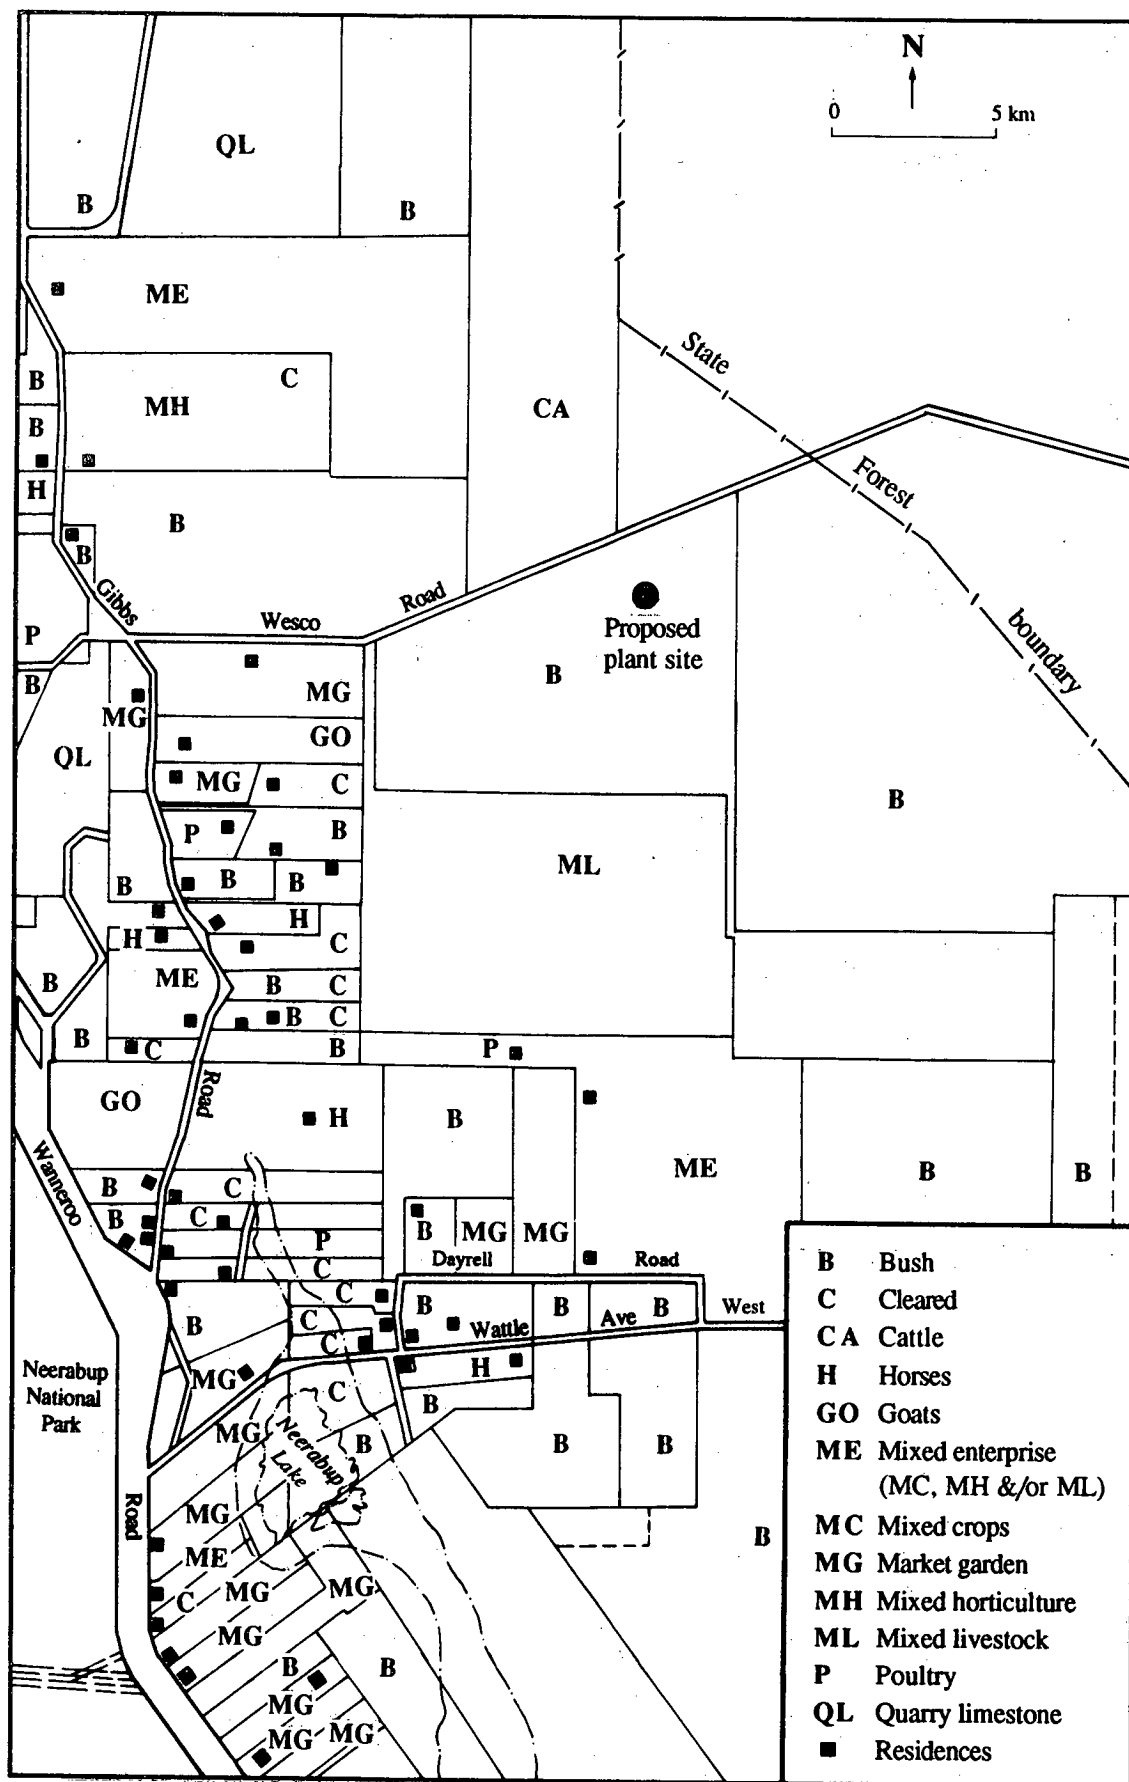 N
0 5 km
QL
B
B
ME
State
C
B
MH
CA
B
Forest
H
B
B
Gibbs
Road
Wesco
P
Proposed
plant site
boundary
B
B
MG
MG
GO
QL
MG
C
B
P
B
ML
B
B
B
H
H
C
ME
B
B
C
B
B
C
C
B
P
Road
GO
H
B
Wanneroo
ME
B
B
B
C
B
C
B
MG
MG
P
Dayrell
Road
C
C
B
B
B
West
B
C
Wattle
Ave
C
Neerabup
National
Park
MG
H
C
B
MG
Neerabup
Lake
B
B
B
Road
MG
B
ME
MG
MG
C
MG
B
B
MG
MG
MG
B Bush
C Cleared
CA Cattle
H Horses
GO Goats
ME Mixed enterprise
(MC, MH &/or ML)
MC Mixed crops
MG Market garden
MH Mixed horticulture
ML Mixed livestock
P Poultry
QL Quarry limestone
Residences